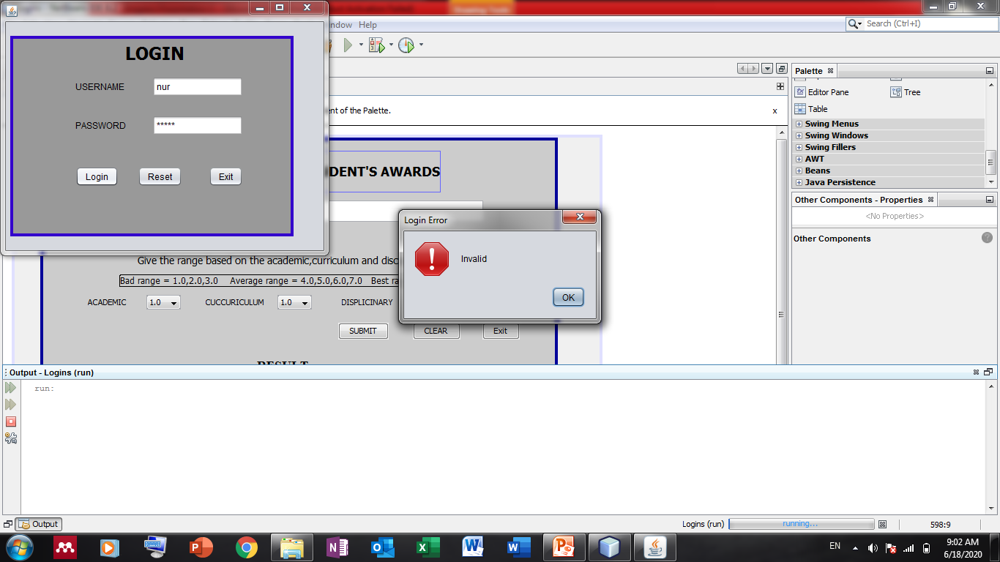 LOGIN
USERNAME nur
PASSWORD *****
Login Reset Exit
Help
Search (Ctrl+I)
of the Palette. x
DENT'S AWARDS
Give the range based on the academic,curriculum and
Bad range = 1.0,2.0,3.0 Average range = 4.0,5.0,6.0,7.0 Best
ACADEMIC 1.0 CUCCURICULUM 1.0 DISPLICINARY
SUBMIT CLEAR Exit
Login Error
Invalid
OK
Palette
Editor Pane Tree
Table
Swing Menus
Swing Windows
Swing Fillers
AWT
Beans
Java Persistence
Other Components - Properties
<No Properties>
Other Components
Output - Logins (run)
run:
Output
Logins (run) running... 598:9
EN 9:02 AM
6/18/2020